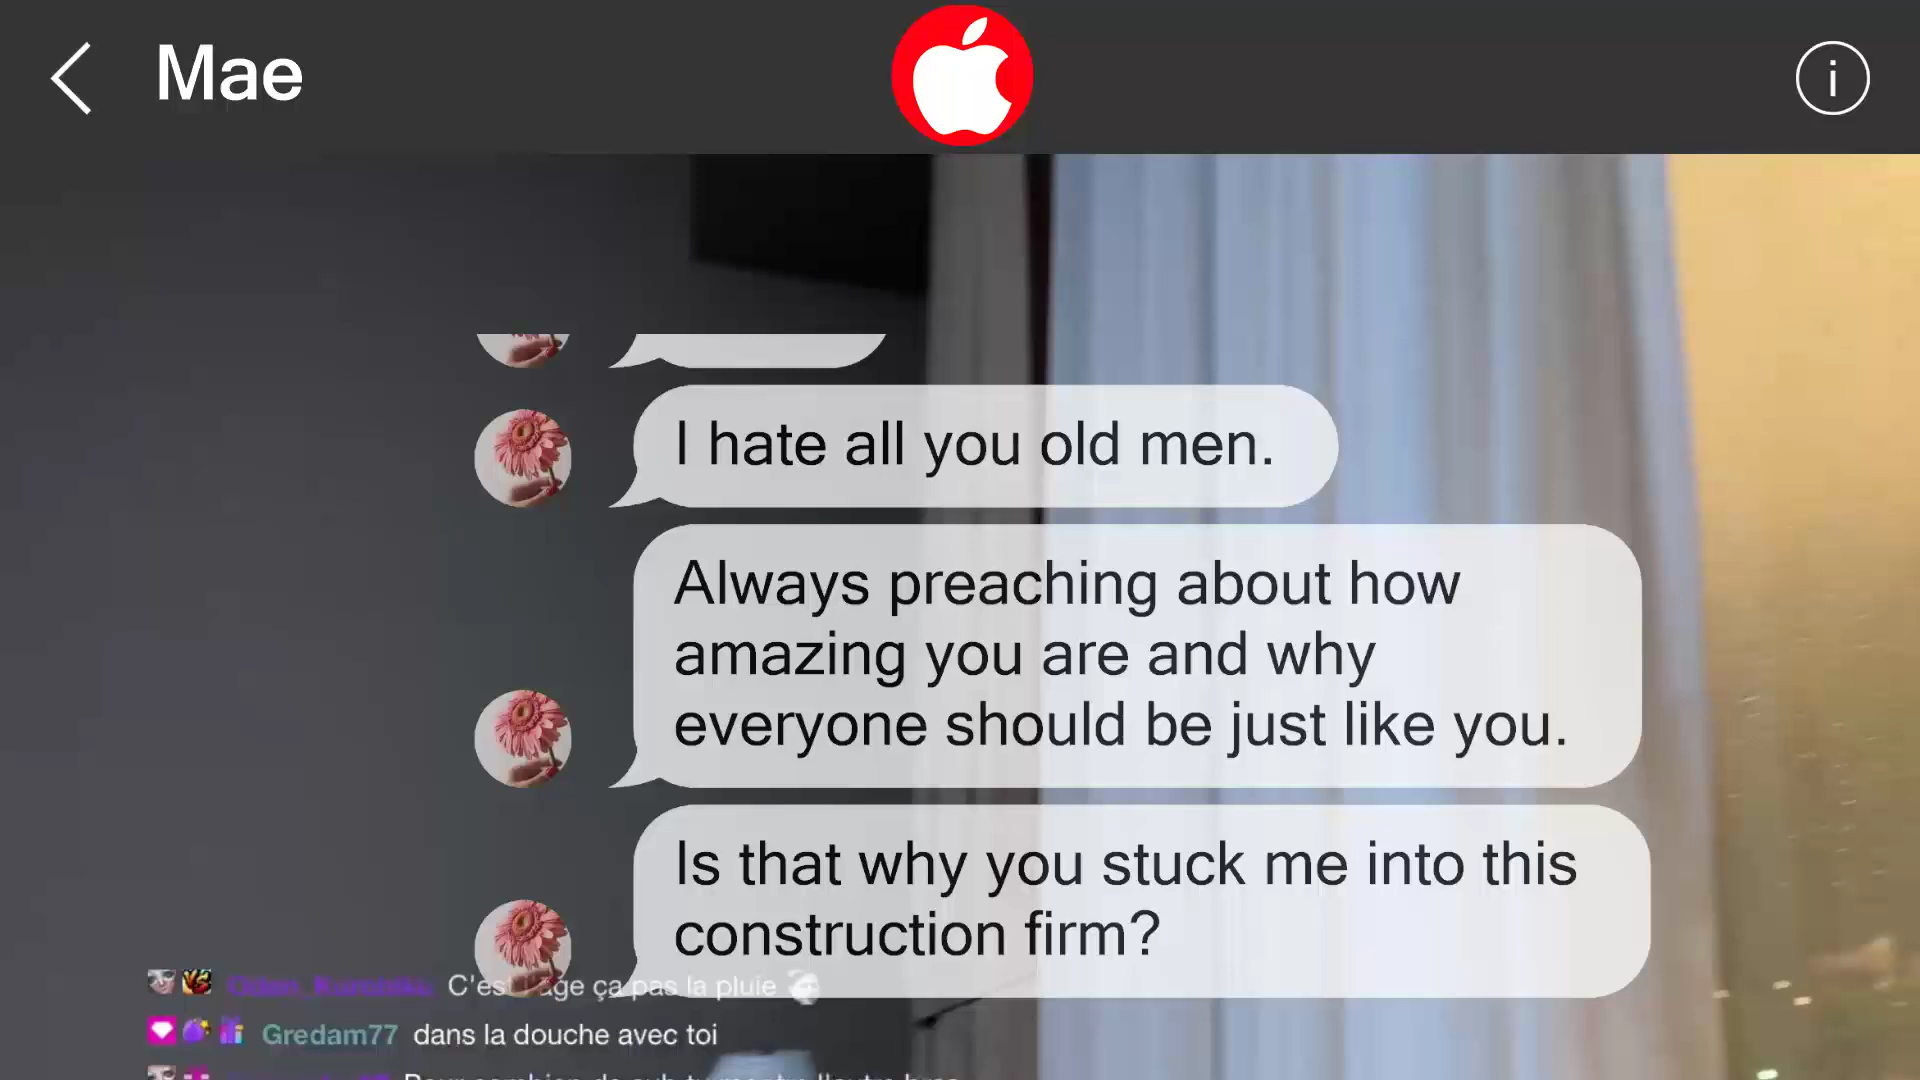 Mae
I hate all you old men.
Always preaching about how
amazing you are and why
everyone should be just like you.
Is that why you stuck me into this
construction firm?
C'est l'age ça pas la pluie
Gredam77 dans la douche avec toi